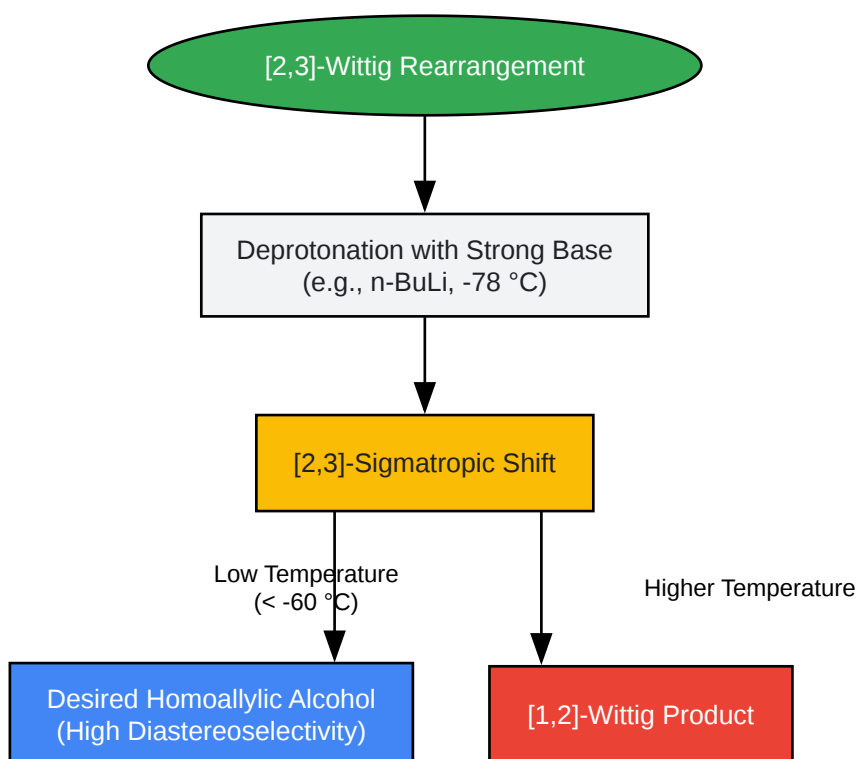 [2,3]-Wittig Rearrangement
Deprotonation with Strong Base
(e.g., n-BuLi, -78 °C)
[2,3]-Sigmatropic Shift
Low Temperature
(< -60 °C)
Higher Temperature
Desired Homoallylic Alcohol
(High Diastereoselectivity)
[1,2]-Wittig Product